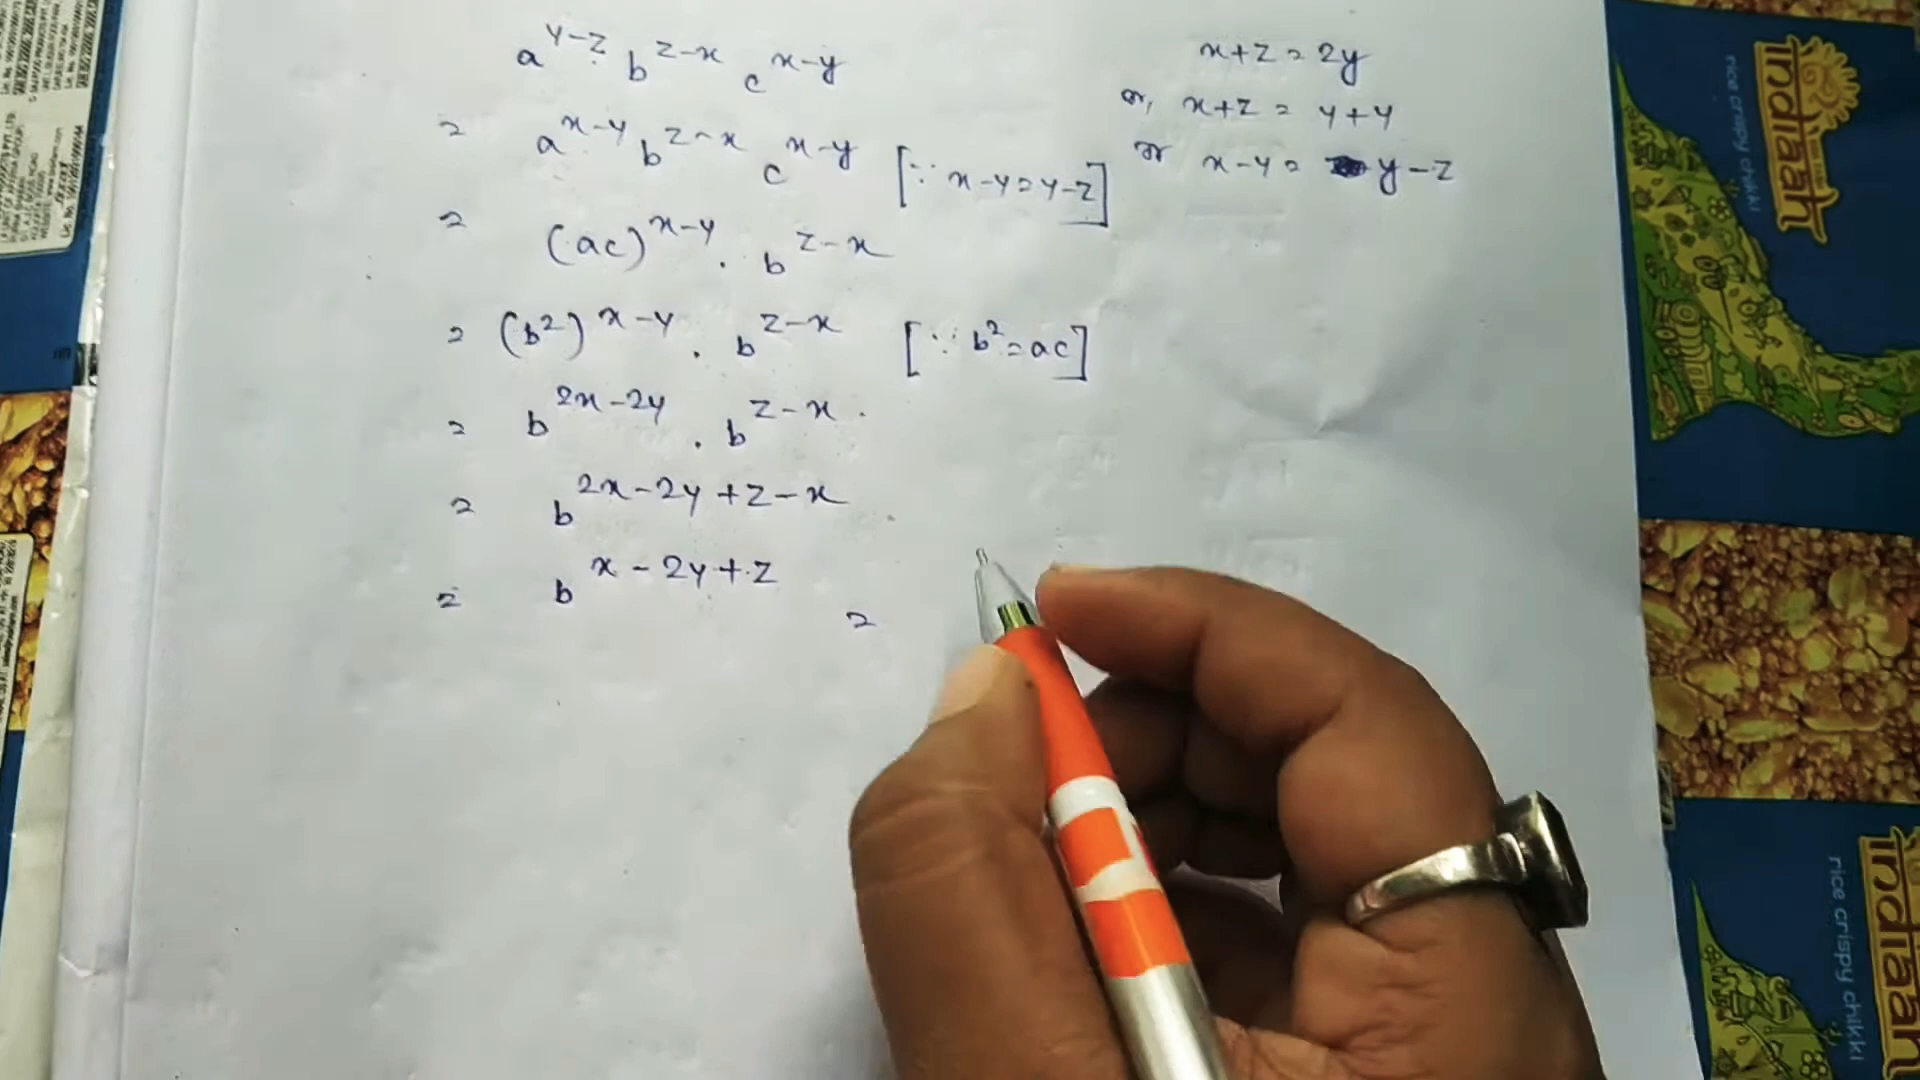 a^{y-z} b^{z-x} c^{x-y}
= a^{x-y} b^{z-x} c^{x-y} [∵ x-y=y-z]
= (ac)^{x-y} . b^{z-x}
= (b²)^{x-y} . b^{z-x} [∵ b²=ac]
= b^{2x-2y} . b^{z-x}
= b^{2x-2y+z-x}
= b^{x-2y+z} =
x+z=2y
or, x+z = y+y
or x-y = y-z
indiaah
rice crispy chikki
indiaah
rice crispy chikki